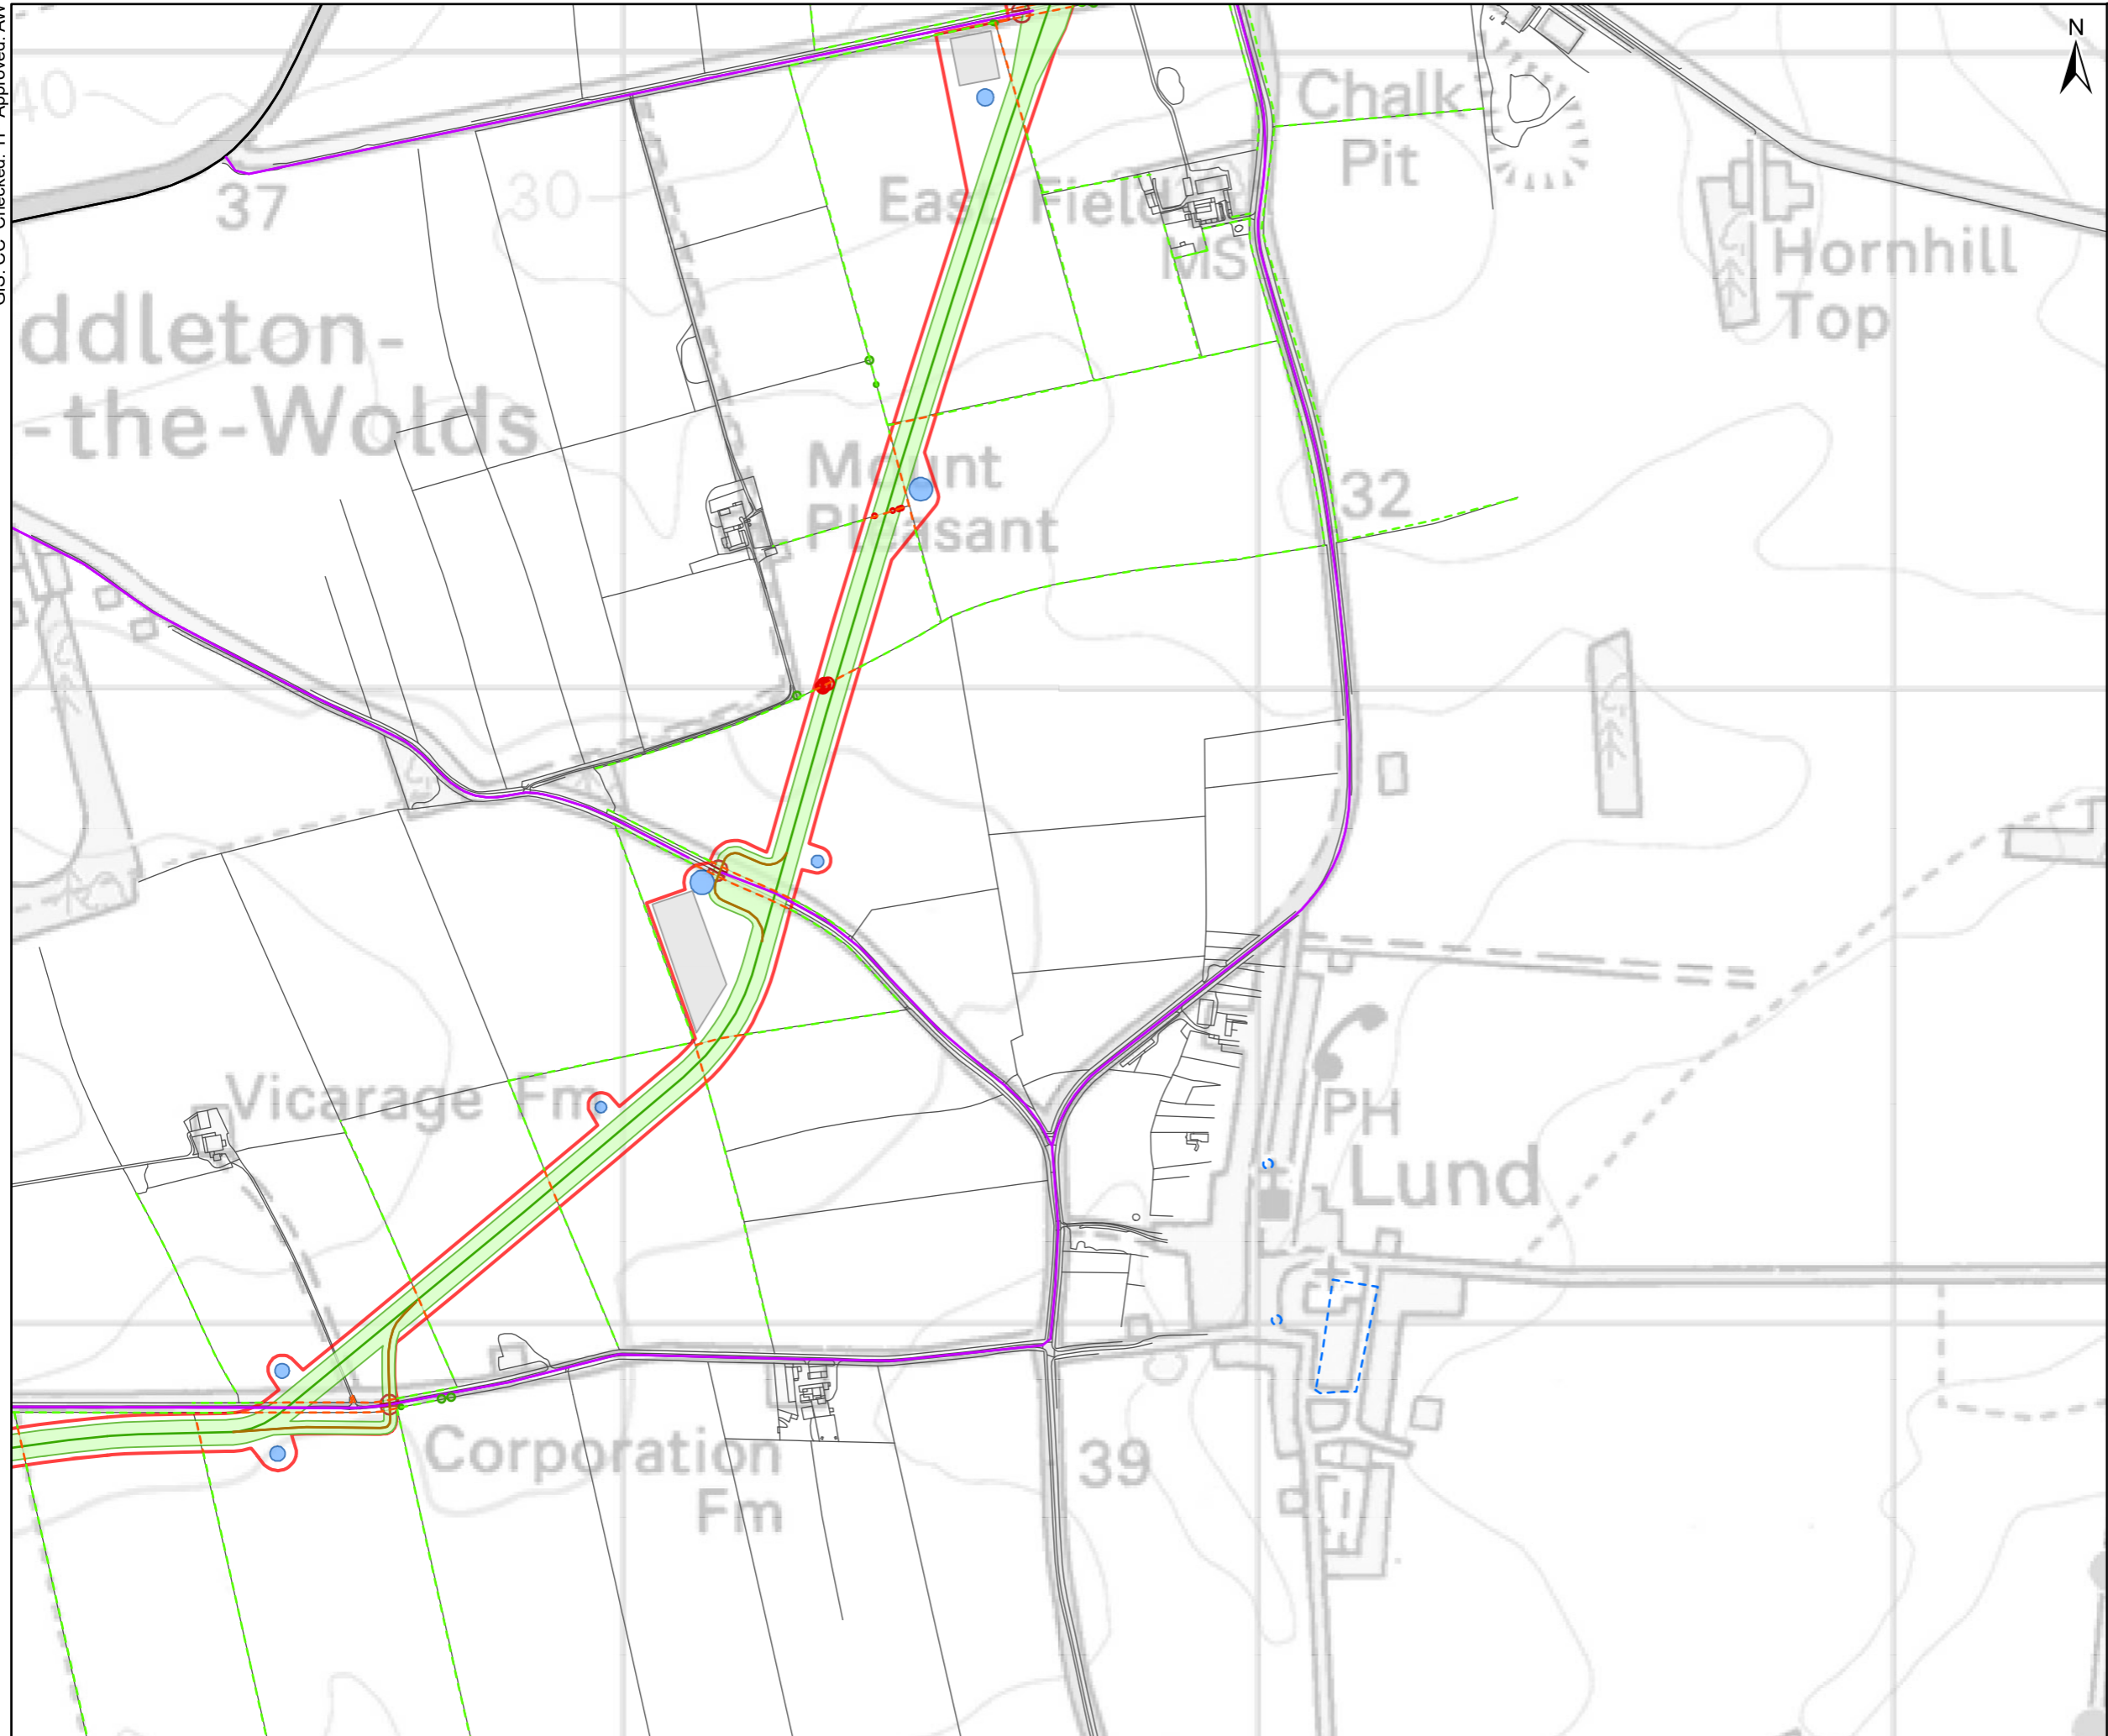 N
40
Chalk
Pit
37
30
East Field
MS
Hornhill
Top
ddleton-
-the-Wolds
Mount
Pleasant
32
Vicarage Fm
PH
Lund
Corporation
Fm
39